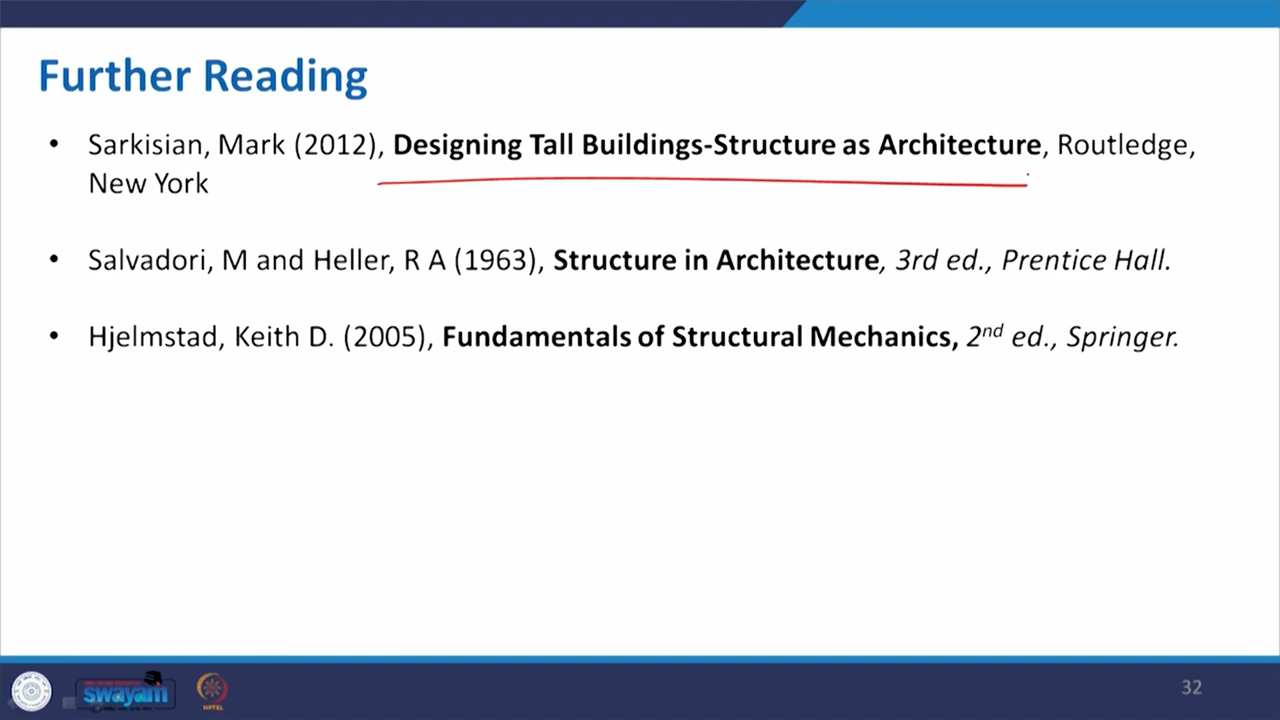 Further Reading
• Sarkisian, Mark (2012), Designing Tall Buildings-Structure as Architecture, Routledge,
New York
• Salvadori, M and Heller, R A (1963), Structure in Architecture, 3rd ed., Prentice Hall.
• Hjelmstad, Keith D. (2005), Fundamentals of Structural Mechanics, 2nd ed., Springer.
swayam
NPTEL
32